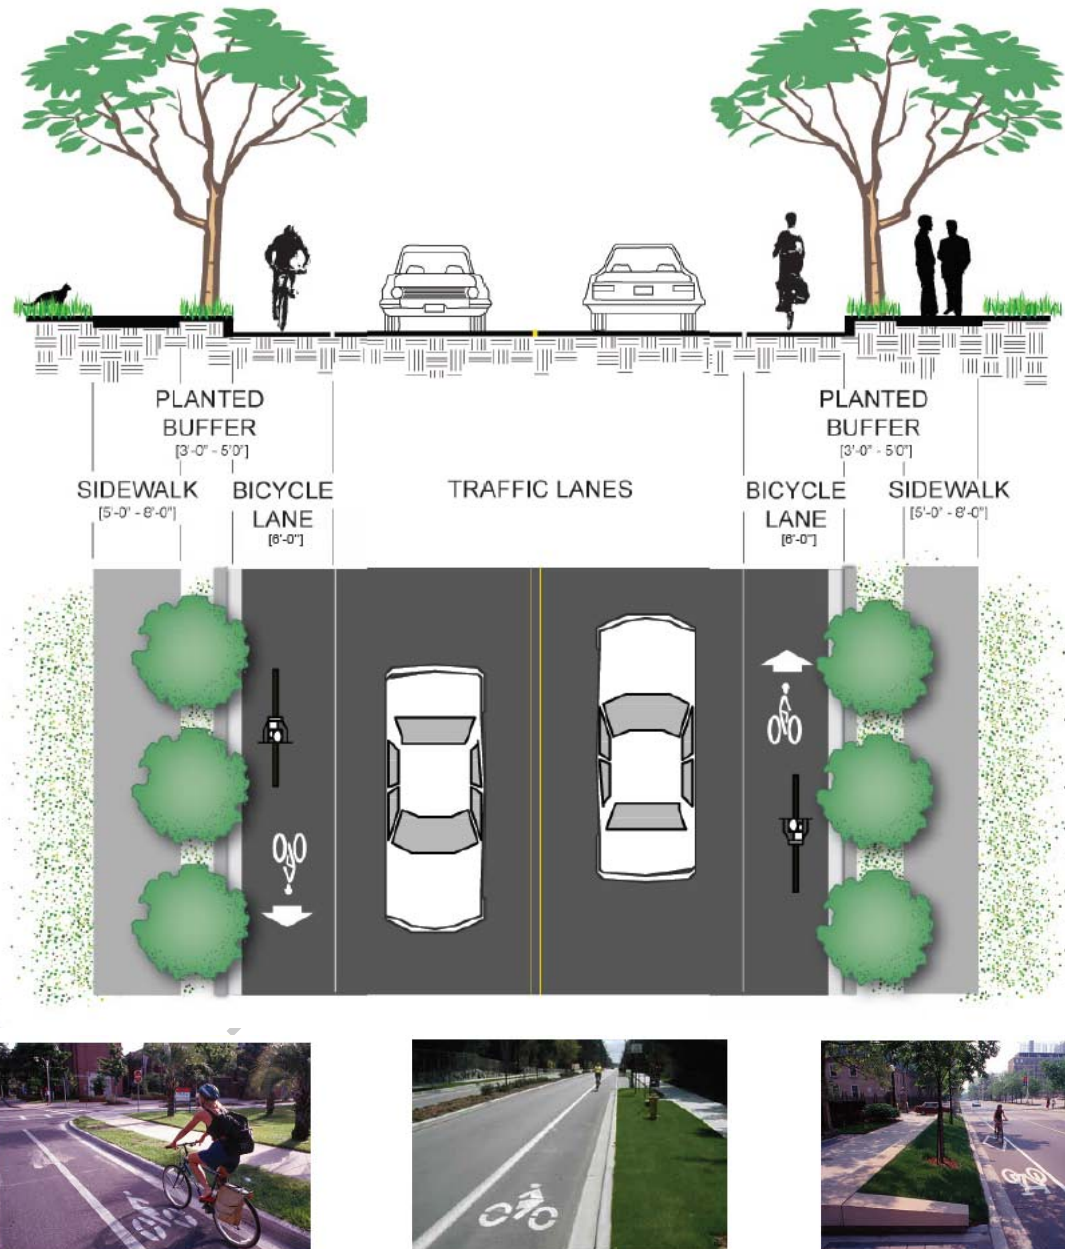 PLANTED
BUFFER
[3'-0" - 5'0"]
PLANTED
BUFFER
[3'-0" - 5'0"]
SIDEWALK
[5'-0" - 8'-0"]
BICYCLE
LANE
[6'-0"]
TRAFFIC LANES
BICYCLE
LANE
[6'-0"]
SIDEWALK
[5'-0" - 8'-0"]